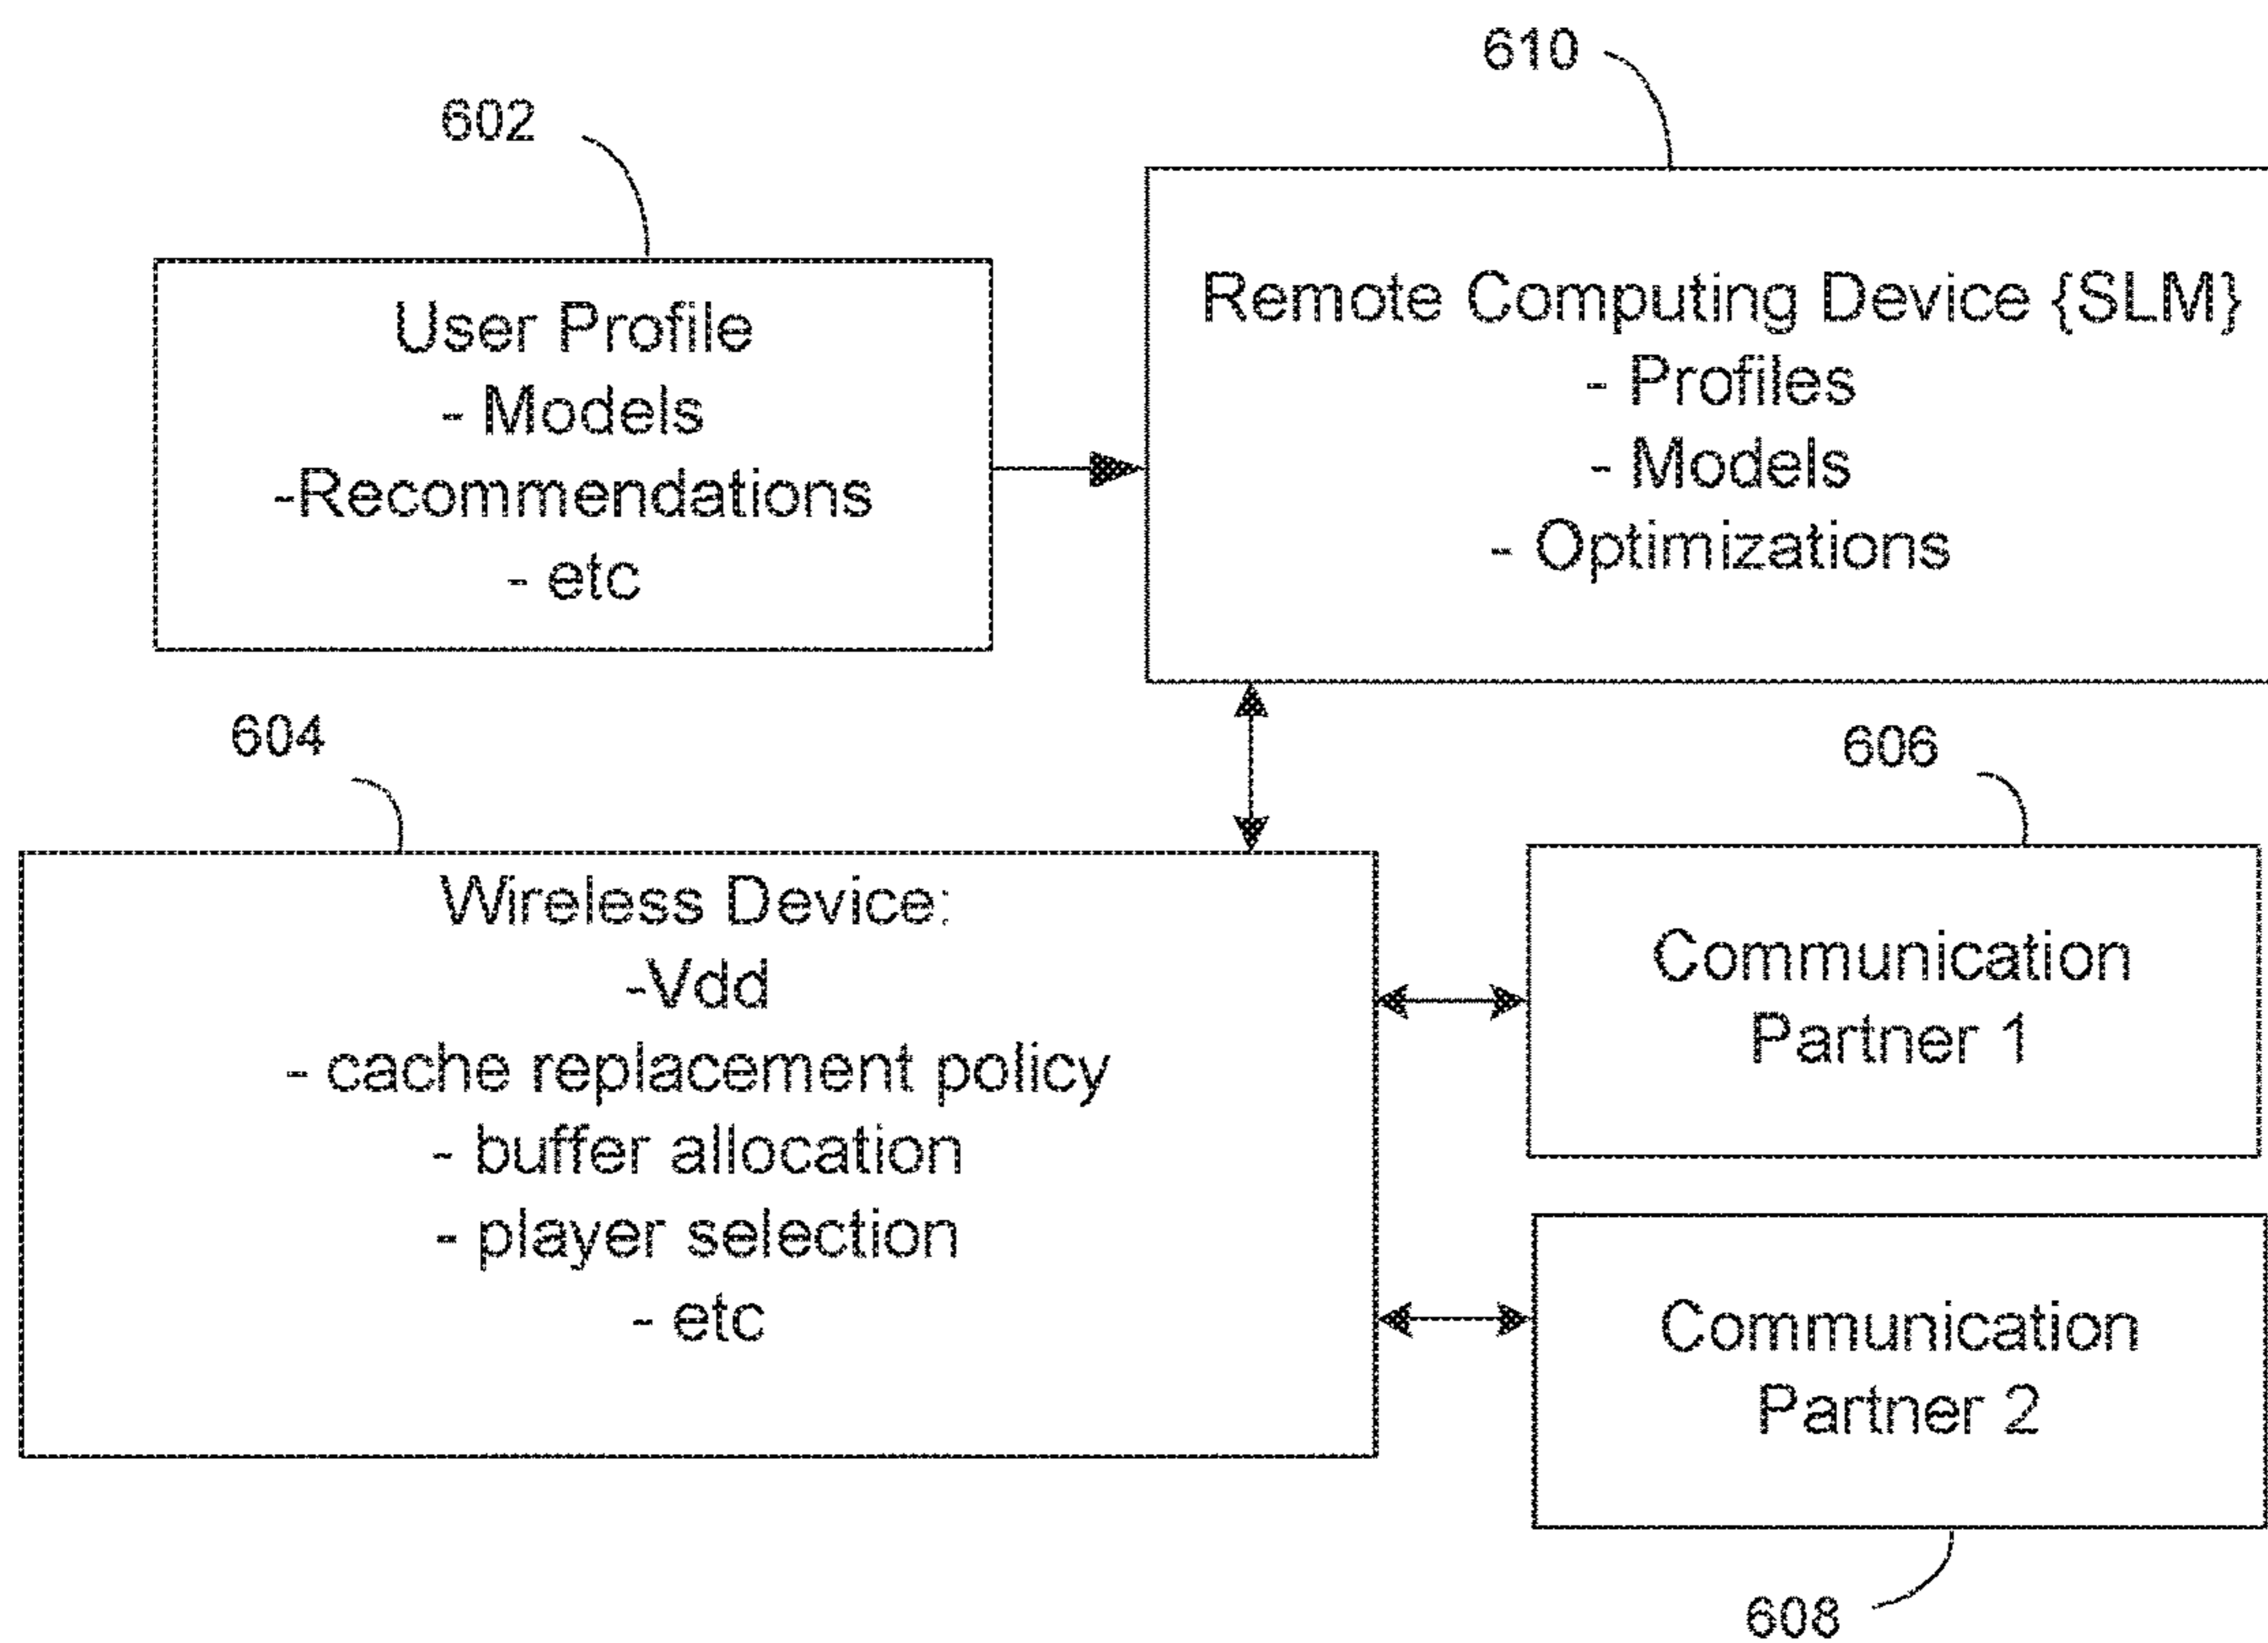 610
602
Remote Computing Device {SLM}
- Profiles
- Models
- Optimizations
User Profile
- Models
-Recommendations
- etc
604
606
Wireless Device:
-Vdd
- cache replacement policy
- buffer allocation
- player selection
- etc
Communication
Partner 1
Communication
Partner 2
608